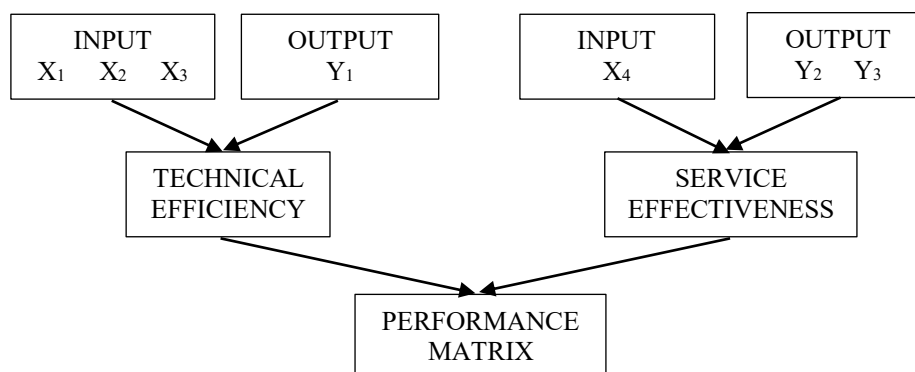 INPUT
X1 X2 X3
OUTPUT
Y1
INPUT
X4
OUTPUT
Y2 Y3
TECHNICAL
EFFICIENCY
SERVICE
EFFECTIVENESS
PERFORMANCE
MATRIX